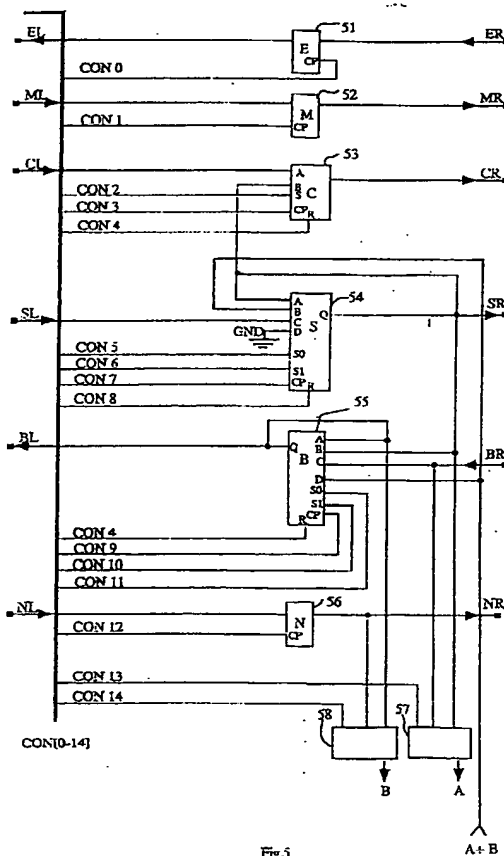 51
EL E ER
CP
CON 0
52
ML M MR
CON 1 CP
53
CL A CR
B
CON 2 S C
CON 3 CP
CON 4 R
54
A
B
SL C Q SR
GND D S
CON 5 S0
CON 6 S1
CON 7 CP
CON 8 R
55
BL Q A
B B
C BR
D
S0
S1
CON 4 R CP
CON 9
CON 10
CON 11
56
NL N NR
CON 12 CP
CON 13
CON 14
58 57
CON[0-14]
B A
Fig.5 A+B